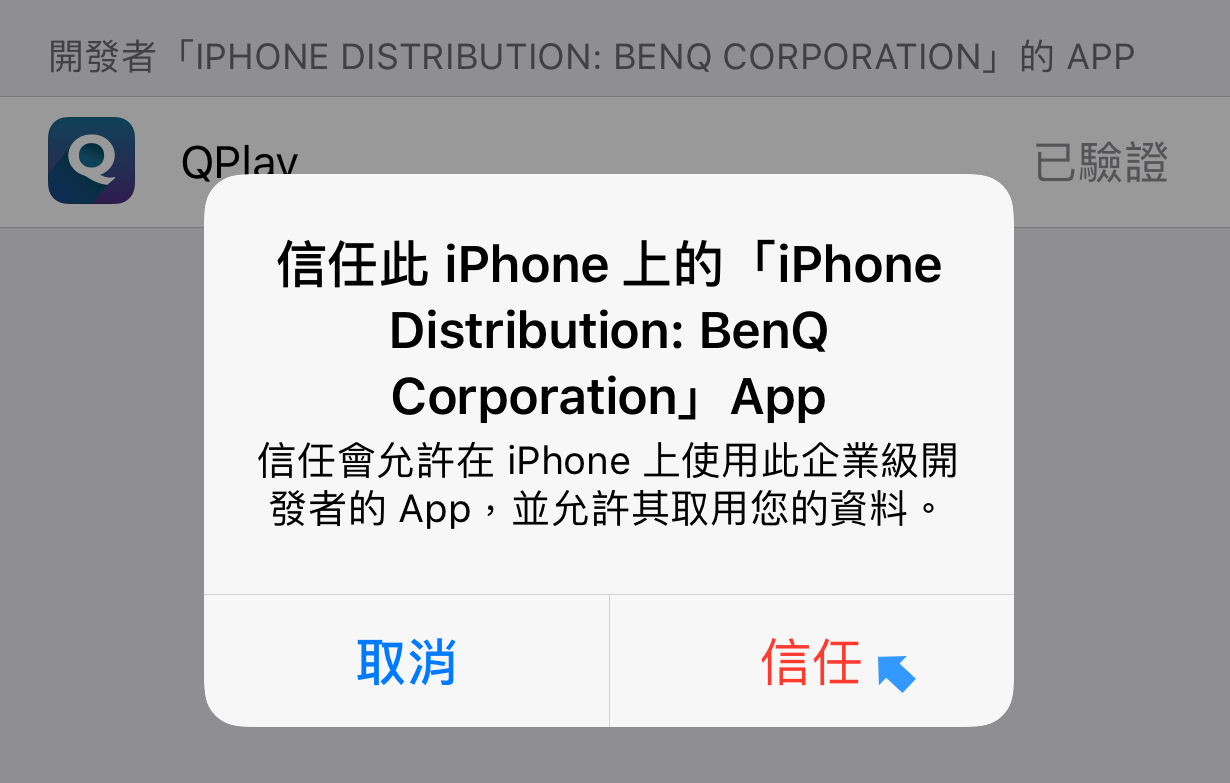 開發者「IPHONE DISTRIBUTION: BENQ CORPORATION」的 APP
QPlay
已驗證
信任此 iPhone 上的「iPhone
Distribution: BenQ
Corporation」App
信任會允許在 iPhone 上使用此企業級開
發者的 App，並允許其取用您的資料。
取消
信任